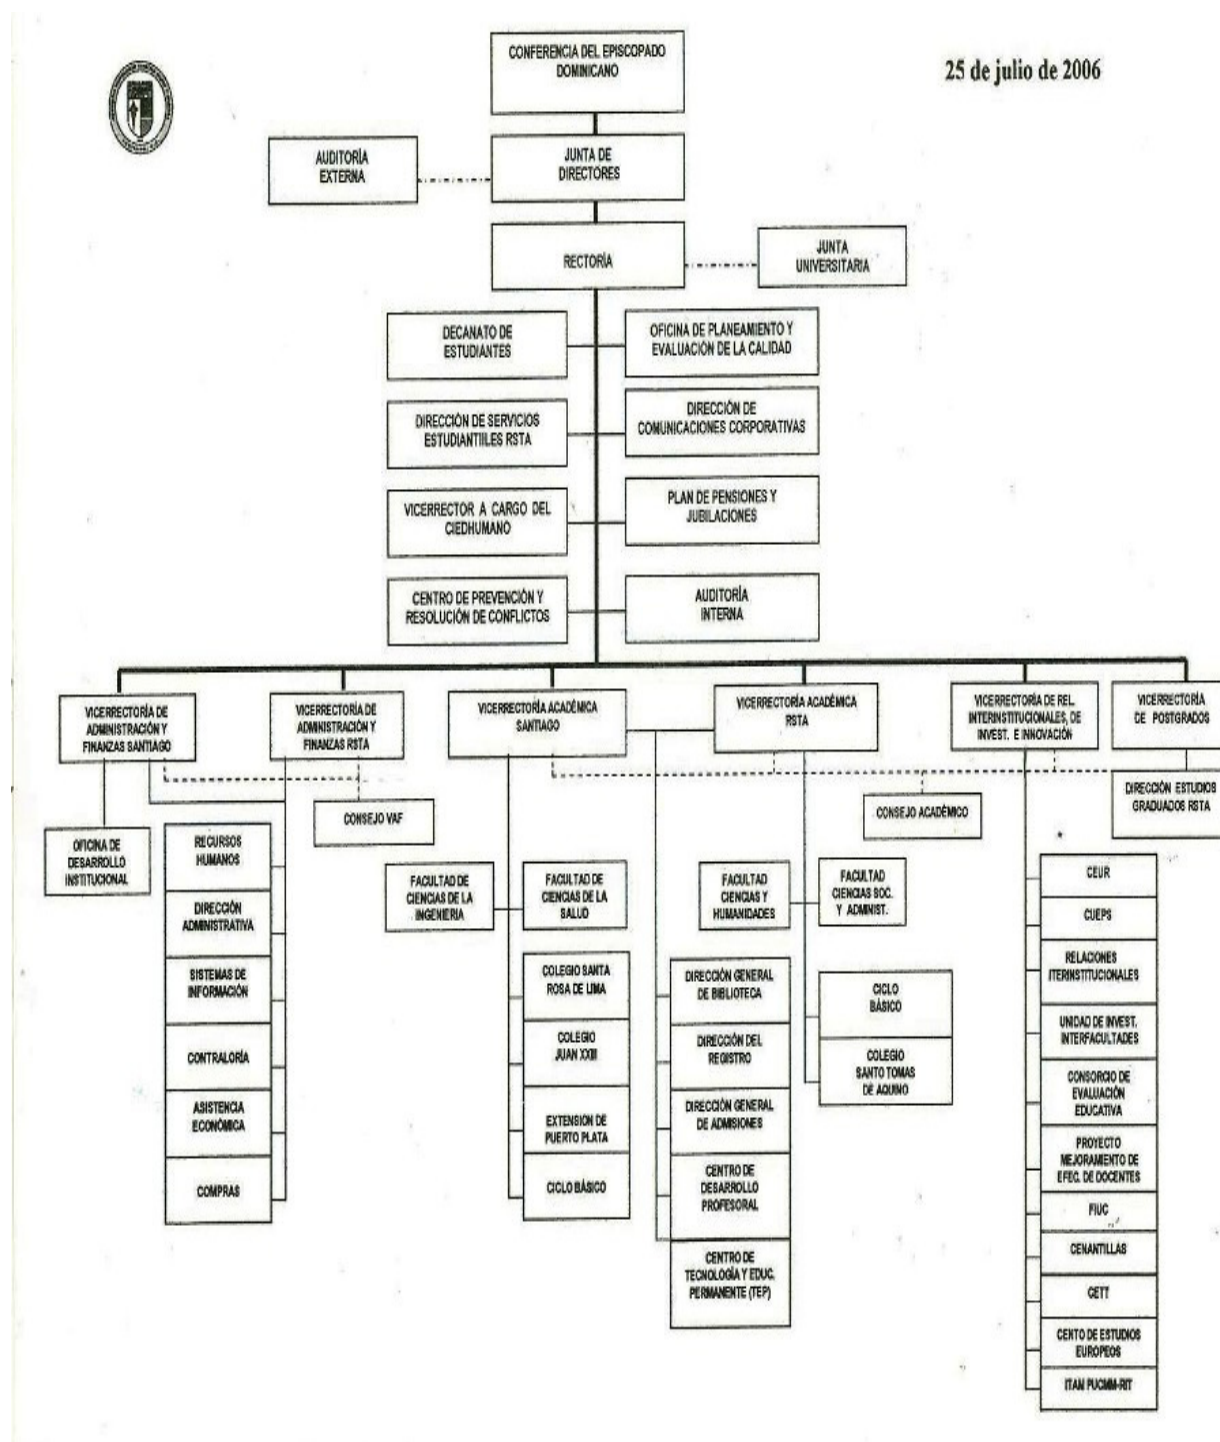 CONFERENCIA DEL EPISCOPADO
DOMINICANO
25 de julio de 2006
AUDITORÍA
EXTERNA
JUNTA DE
DIRECTORES
RECTORÍA
JUNTA
UNIVERSITARIA
DECANATO DE
ESTUDIANTES
OFICINA DE PLANEAMIENTO Y
EVALUACIÓN DE LA CALIDAD
DIRECCIÓN DE SERVICIOS
ESTUDIANTIILES RSTA
DIRECCIÓN DE
COMUNICACIONES CORPORATIVAS
VICERRECTOR A CARGO DEL
CIEDHUMANO
PLAN DE PENSIONES Y
JUBILACIONES
CENTRO DE PREVENCIÓN Y
RESOLUCIÓN DE CONFLICTOS
AUDITORÍA
INTERNA
VICERRECTORÍA DE
ADMINISTRACIÓN Y
FINANZAS SANTIAGO
VICERRECTORÍA DE
ADMINISTRACIÓN Y
FINANZAS RSTA
VICERRECTORÍA ACADÉMICA
SANTIAGO
VICERRECTORÍA ACADÉMICA
RSTA
VICERRECTORÍA DE REL.
INTERINSTITUCIONALES, DE
INVEST. E INNOVACIÓN
VICERRECTORÍA
DE POSTGRADOS
DIRECCIÓN ESTUDIOS
GRADUADOS RSTA
CONSEJO VAF
CONSEJO ACADÉMICO
OFICINA DE
DESARROLLO
INSTITUCIONAL
RECURSOS
HUMANOS
DIRECCIÓN
ADMINISTRATIVA
SISTEMAS DE
INFORMACIÓN
CONTRALORÍA
ASISTENCIA
ECONÓMICA
COMPRAS
FACULTAD DE
CIENCIAS DE LA
INGENIERIA
FACULTAD DE
CIENCIAS DE LA
SALUD
COLEGIO SANTA
ROSA DE LIMA
COLEGIO
JUAN XXIII
EXTENSION DE
PUERTO PLATA
CICLO BÁSICO
FACULTAD
CIENCIAS Y
HUMANIDADES
FACULTAD
CIENCIAS SOC.
Y ADMINIST.
DIRECCIÓN GENERAL
DE BIBLIOTECA
DIRECCIÓN DEL
REGISTRO
DIRECCIÓN GENERAL
DE ADMISIONES
CENTRO DE
DESARROLLO
PROFESORAL
CENTRO DE
TECNOLOGÍA Y EDUC.
PERMANENTE (TEP)
CICLO
BÁSICO
COLEGIO
SANTO TOMAS
DE AQUINO
CEUR
CUEPS
RELACIONES
ITERINSTITUCIONALES
UNIDAD DE INVEST.
INTERFACULTADES
CONSORCIO DE
EVALUACIÓN
EDUCATIVA
PROYECTO
MEJORAMIENTO DE
EFEC. DE DOCENTES
FIUC
CENANTILLAS
CETT
CENTO DE ESTUDIOS
EUROPEOS
ITAN PUCMM-RIT